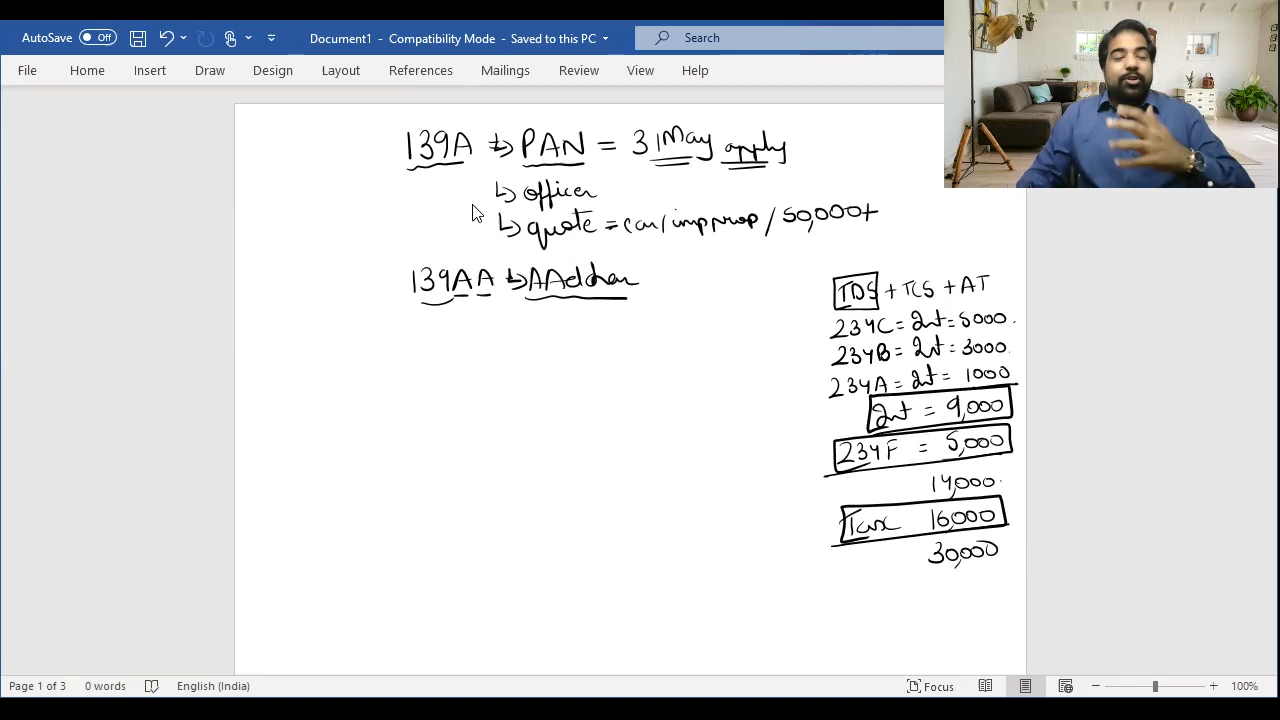 AutoSave Off Document1 - Compatibility Mode - Saved to this PC Search
File Home Insert Draw Design Layout References Mailings Review View Help
139A ↳ PAN = 31 May apply
↳ officer
↳ quote = car/imp prop / 50,000+
139AA ↳ AAdhar
TDS + TCS + AT
234C = Int = 5000.
234B = Int = 3000.
234A = Int = 1000
Int = 9,000
234F = 5,000
14,000.
Tax 16,000
30,000
Page 1 of 3 0 words English (India) Focus 100%